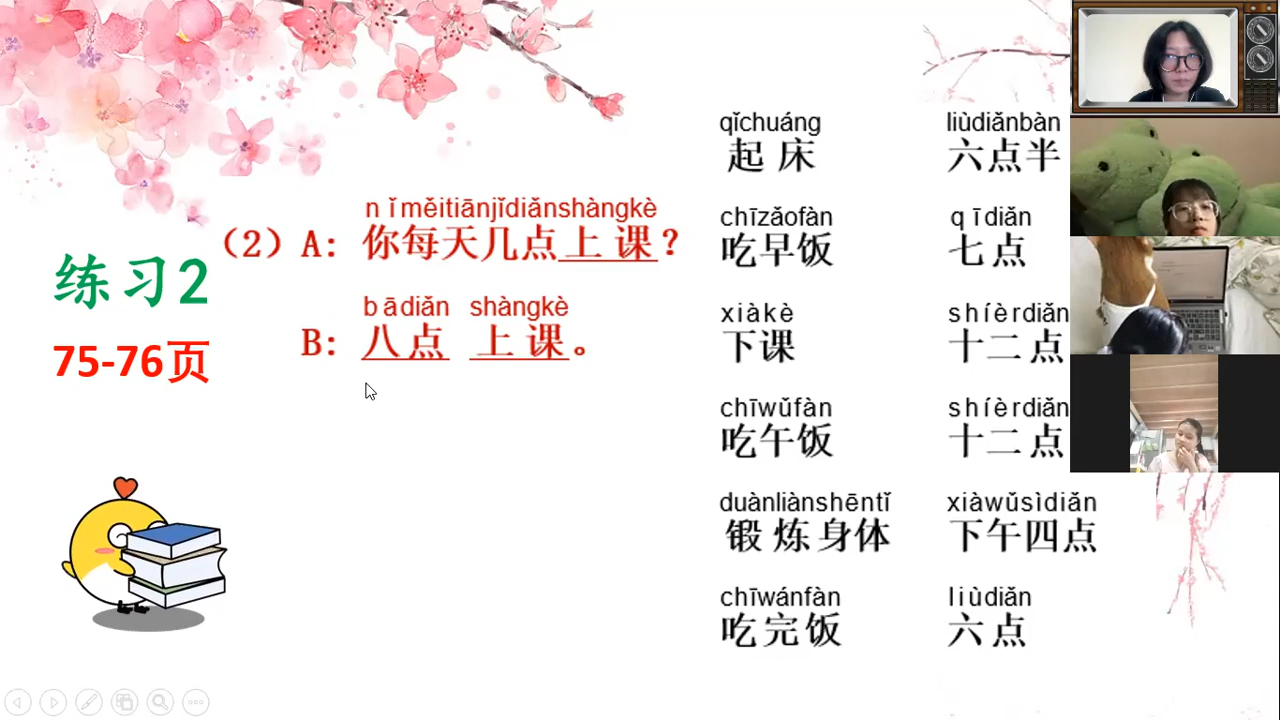 练习2
75-76页
nǐměitiānjǐdiǎnshàngkè
（2）A: 你每天几点上课？
bādiǎn shàngkè
B: 八点 上课。
qǐchuáng liùdiǎnbàn
起床 六点半
chīzǎofàn qīdiǎn
吃早饭 七点
xiàkè shíèrdiǎn
下课 十二点
chīwǔfàn shíèrdiǎn
吃午饭 十二点
duànliànshēntǐ xiàwǔsìdiǎn
锻炼身体 下午四点
chīwánfàn liùdiǎn
吃完饭 六点